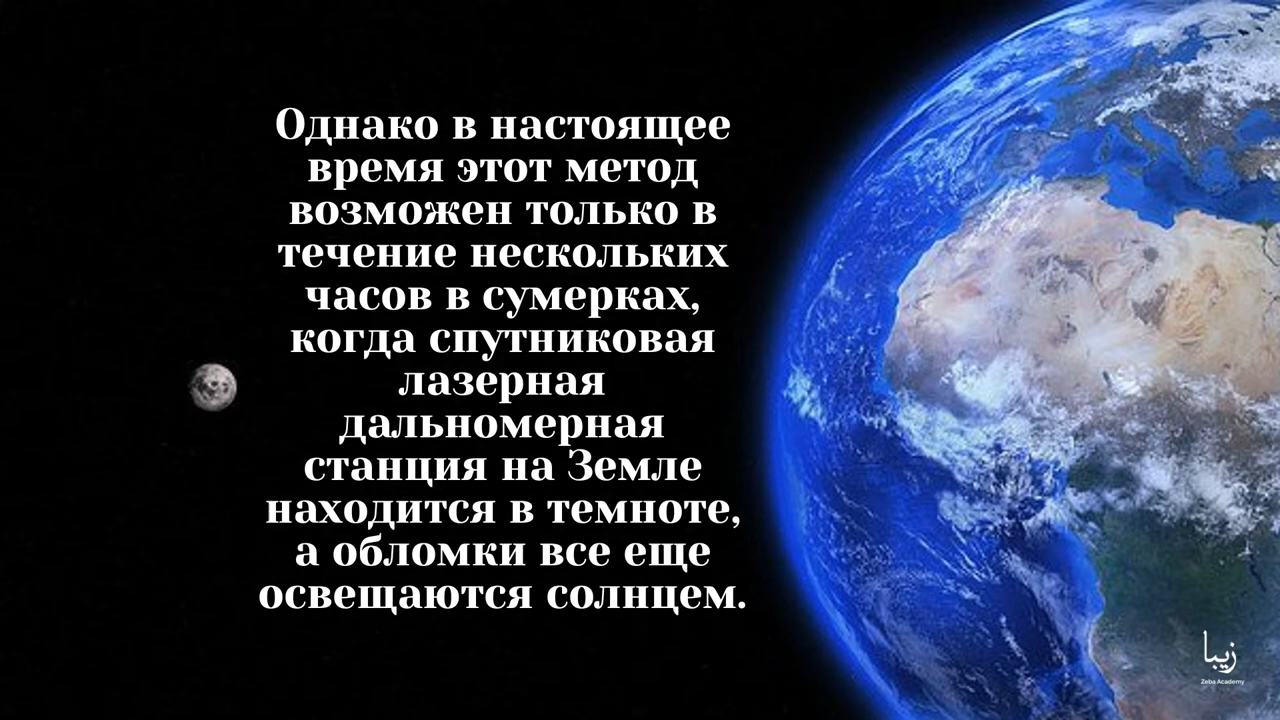 Однако в настоящее
время этот метод
возможен только в
течение нескольких
часов в сумерках,
когда спутниковая
лазерная
дальномерная
станция на Земле
находится в темноте,
а обломки все еще
освещаются солнцем.
زیبا
Zeba Academy